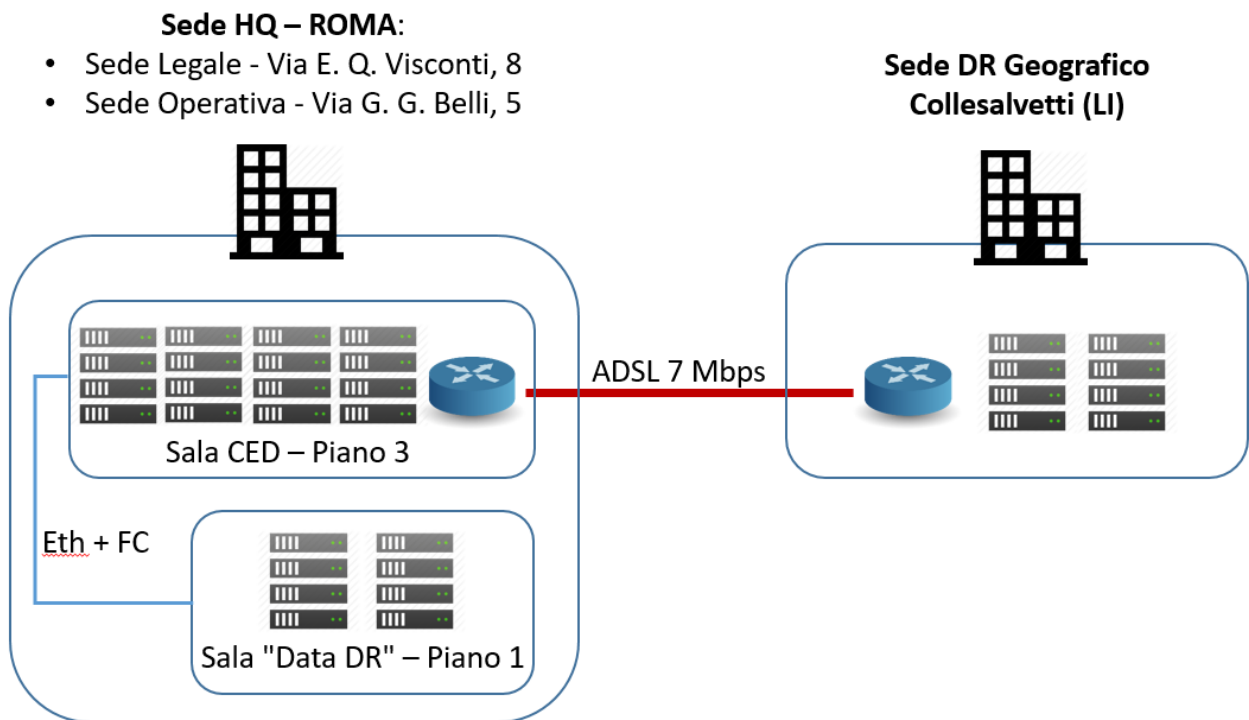 Sede HQ – ROMA:
• Sede Legale - Via E. Q. Visconti, 8
• Sede Operativa - Via G. G. Belli, 5
Sede DR Geografico
Collesalvetti (LI)
ADSL 7 Mbps
Sala CED – Piano 3
Eth + FC
Sala "Data DR" – Piano 1